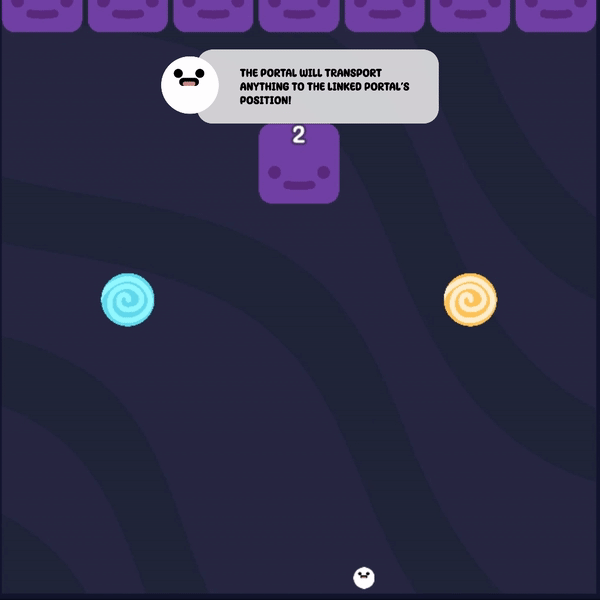 THE PORTAL WILL TRANSPORT
ANYTHING TO THE LINKED PORTAL'S
POSITION!
2